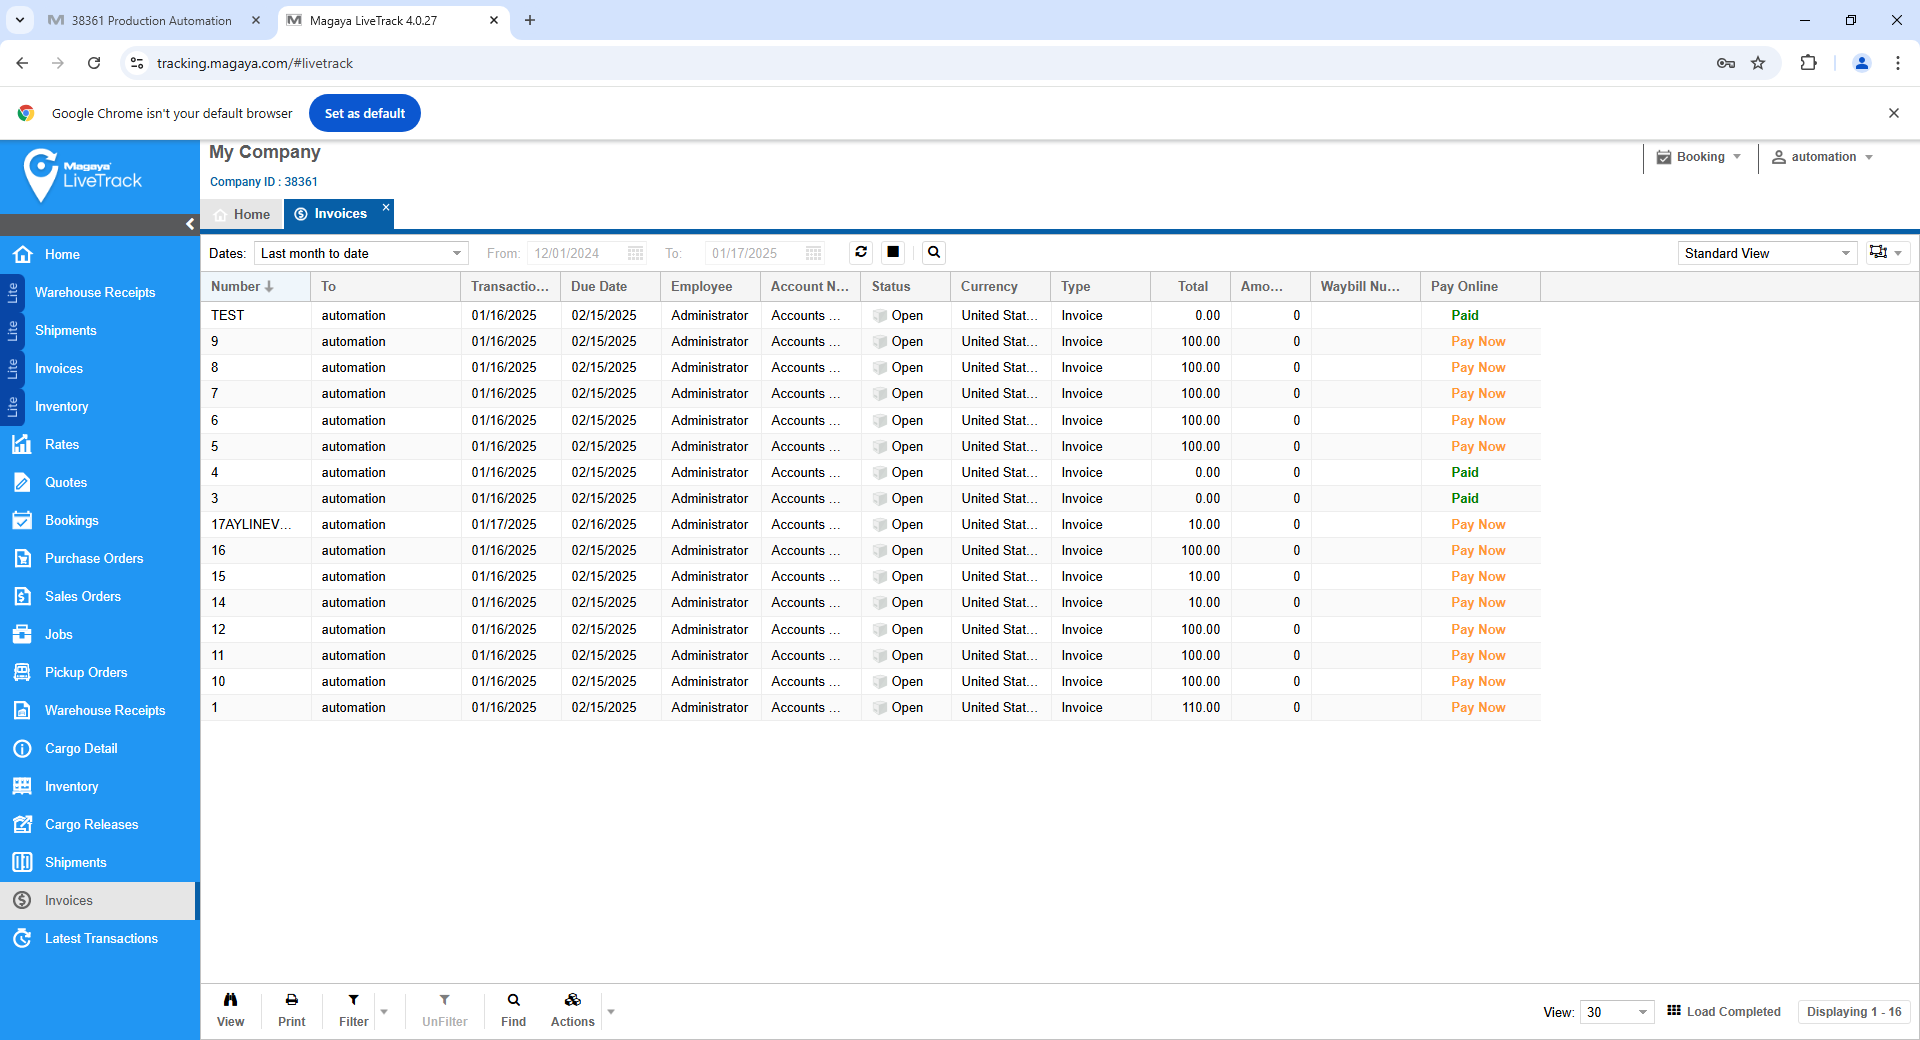 38361 Production Automation
Magaya LiveTrack 4.0.27
tracking.magaya.com/#livetrack
Google Chrome isn't your default browser
Set as default
Magaya
LiveTrack
My Company
Company ID : 38361
Booking
automation
Home
Invoices
Dates:
Last month to date
From:
12/01/2024
To:
01/17/2025
Standard View
Home
Lite Warehouse Receipts
Lite Shipments
Lite Invoices
Lite Inventory
Rates
Quotes
Bookings
Purchase Orders
Sales Orders
Jobs
Pickup Orders
Warehouse Receipts
Cargo Detail
Inventory
Cargo Releases
Shipments
Invoices
Latest Transactions
Number To Transactio... Due Date Employee Account N... Status Currency Type Total Amo... Waybill Nu... Pay Online
TEST automation 01/16/2025 02/15/2025 Administrator Accounts ... Open United Stat... Invoice 0.00 0 Paid
9 automation 01/16/2025 02/15/2025 Administrator Accounts ... Open United Stat... Invoice 100.00 0 Pay Now
8 automation 01/16/2025 02/15/2025 Administrator Accounts ... Open United Stat... Invoice 100.00 0 Pay Now
7 automation 01/16/2025 02/15/2025 Administrator Accounts ... Open United Stat... Invoice 100.00 0 Pay Now
6 automation 01/16/2025 02/15/2025 Administrator Accounts ... Open United Stat... Invoice 100.00 0 Pay Now
5 automation 01/16/2025 02/15/2025 Administrator Accounts ... Open United Stat... Invoice 100.00 0 Pay Now
4 automation 01/16/2025 02/15/2025 Administrator Accounts ... Open United Stat... Invoice 0.00 0 Paid
3 automation 01/16/2025 02/15/2025 Administrator Accounts ... Open United Stat... Invoice 0.00 0 Paid
17AYLINEV... automation 01/17/2025 02/16/2025 Administrator Accounts ... Open United Stat... Invoice 10.00 0 Pay Now
16 automation 01/16/2025 02/15/2025 Administrator Accounts ... Open United Stat... Invoice 100.00 0 Pay Now
15 automation 01/16/2025 02/15/2025 Administrator Accounts ... Open United Stat... Invoice 10.00 0 Pay Now
14 automation 01/16/2025 02/15/2025 Administrator Accounts ... Open United Stat... Invoice 10.00 0 Pay Now
12 automation 01/16/2025 02/15/2025 Administrator Accounts ... Open United Stat... Invoice 100.00 0 Pay Now
11 automation 01/16/2025 02/15/2025 Administrator Accounts ... Open United Stat... Invoice 100.00 0 Pay Now
10 automation 01/16/2025 02/15/2025 Administrator Accounts ... Open United Stat... Invoice 100.00 0 Pay Now
1 automation 01/16/2025 02/15/2025 Administrator Accounts ... Open United Stat... Invoice 110.00 0 Pay Now
View
Print
Filter
UnFilter
Find
Actions
View: 30
Load Completed
Displaying 1 - 16